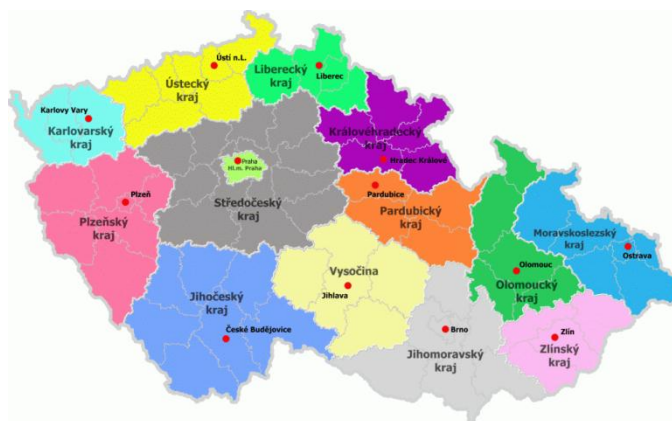 Ústí n.L.
Ústecký
kraj
Liberecký
kraj
Liberec
Karlovy Vary
Karlovarský
kraj
Královéhradecký
kraj
Hradec Králové
Praha
Hl.m. Praha
Středočeský
kraj
Plzeň
Plzeňský
kraj
Pardubice
Pardubický
kraj
Moravskoslezský
kraj
Ostrava
Olomouc
Olomoucký
kraj
Vysočina
Jihlava
Jihočeský
kraj
České Budějovice
Brno
Jihomoravský
kraj
Zlín
Zlínský
kraj